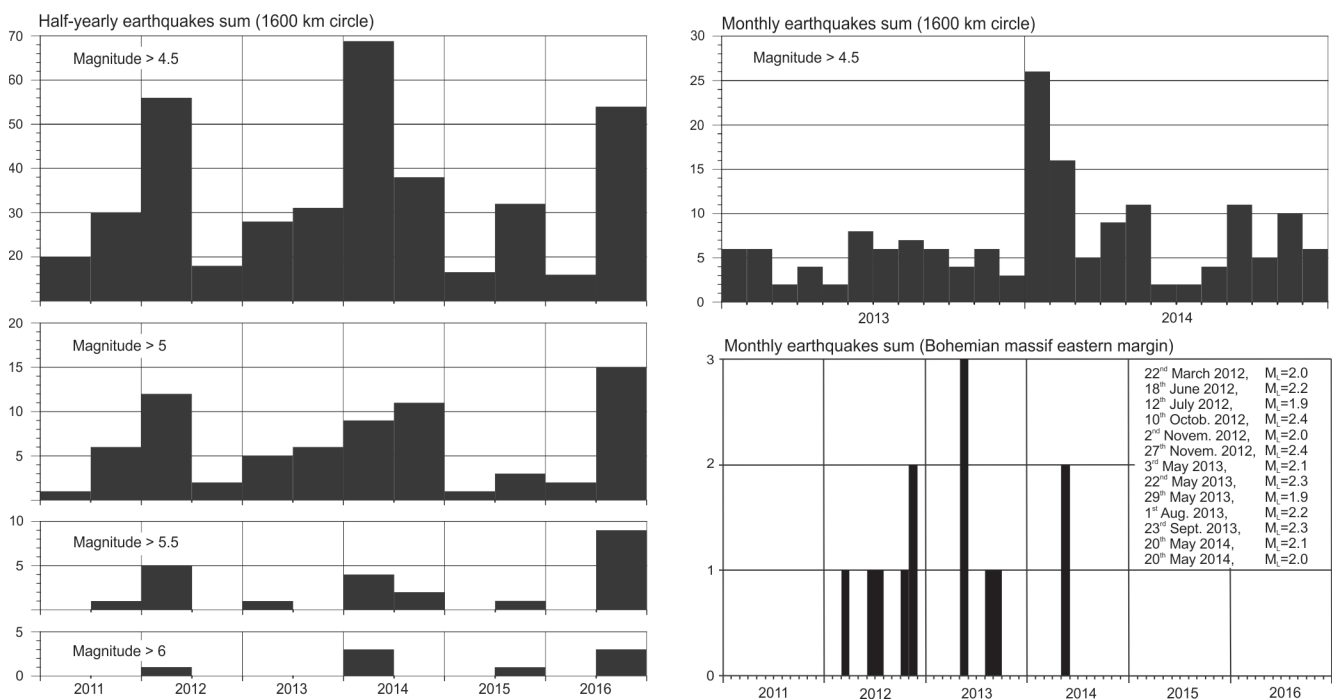 Half-yearly earthquakes sum (1600 km circle)
70
Magnitude > 4.5
60
50
40
30
20
20
Magnitude > 5
15
10
5
0
10
Magnitude > 5.5
5
0
5
Magnitude > 6
0
2011 2012 2013 2014 2015 2016
Monthly earthquakes sum (1600 km circle)
30
Magnitude > 4.5
25
20
15
10
5
0
2013 2014
Monthly earthquakes sum (Bohemian massif eastern margin)
3
22nd March 2012, ML=2.0
18th June 2012, ML=2.2
12th July 2012, ML=1.9
10th Octob. 2012, ML=2.4
2nd Novem. 2012, ML=2.0
27th Novem. 2012, ML=2.4
3rd May 2013, ML=2.1
22nd May 2013, ML=2.3
29th May 2013, ML=1.9
1st Aug. 2013, ML=2.2
23rd Sept. 2013, ML=2.3
20th May 2014, ML=2.1
20th May 2014, ML=2.0
2
1
0
2011 2012 2013 2014 2015 2016